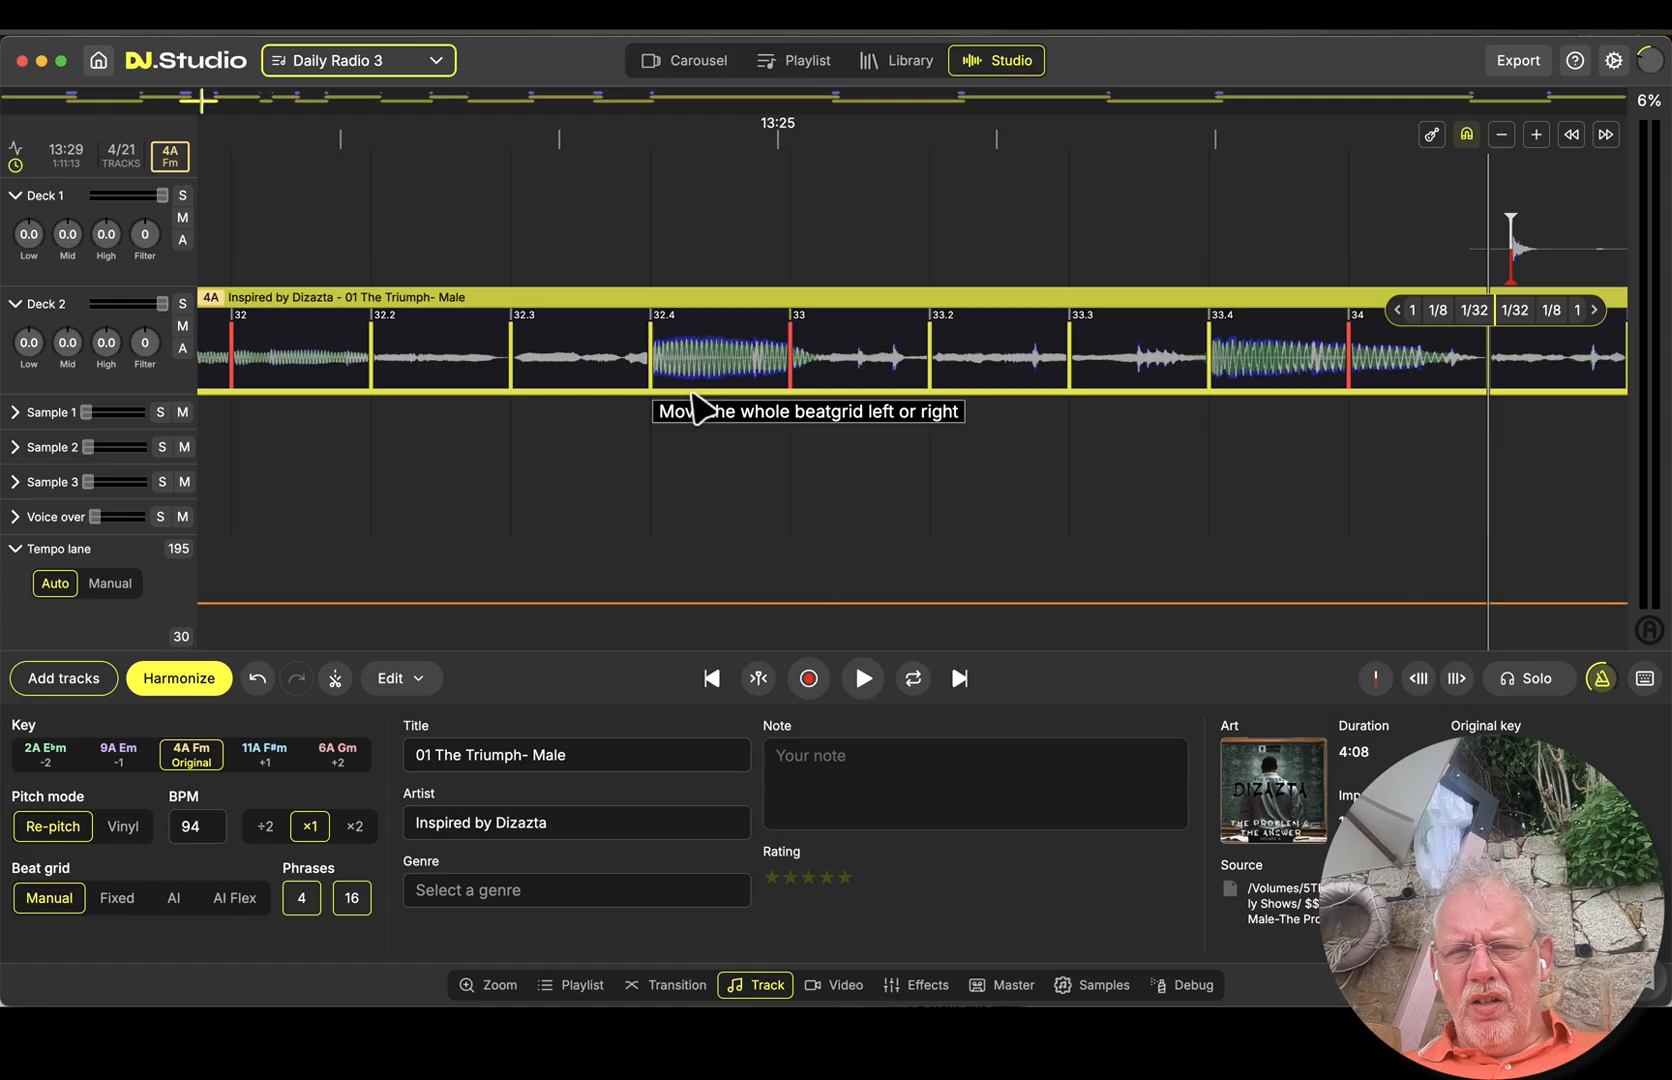 DJ.Studio
Daily Radio 3
Carousel
Playlist
Library
Studio
Export
6%
13:25
13:29
1:11:13
4/21
TRACKS
4A
Fm
Deck 1
S
M
A
0.0
0.0
0.0
0
Low
Mid
High
Filter
Deck 2
S
M
A
0.0
0.0
0.0
0
Low
Mid
High
Filter
4A Inspired by Dizazta - 01 The Triumph- Male
32
32.2
32.3
32.4
33
33.2
33.3
33.4
34
1 1/8 1/32 1/32 1/8 1
he whole beatgrid left or right
Sample 1
S M
Sample 2
S M
Sample 3
S M
Voice over
S M
Tempo lane
195
Auto
Manual
30
Add tracks
Harmonize
Edit
Solo
Key
2A E♭m
-2
9A Em
-1
4A Fm
Original
11A F#m
+1
6A Gm
+2
Pitch mode
Re-pitch
Vinyl
BPM
94
÷2
×1
×2
Beat grid
Manual
Fixed
AI
AI Flex
Phrases
4
16
Title
01 The Triumph- Male
Artist
Inspired by Dizazta
Genre
Select a genre
Note
Your note
Rating
Art
DIZAZTA
THE PROBLEM &
THE ANSWER
Duration
4:08
Original key
Imp
Source
/Volumes/5T
ly Shows/ $$
Male-The Pro
Zoom
Playlist
Transition
Track
Video
Effects
Master
Samples
Debug